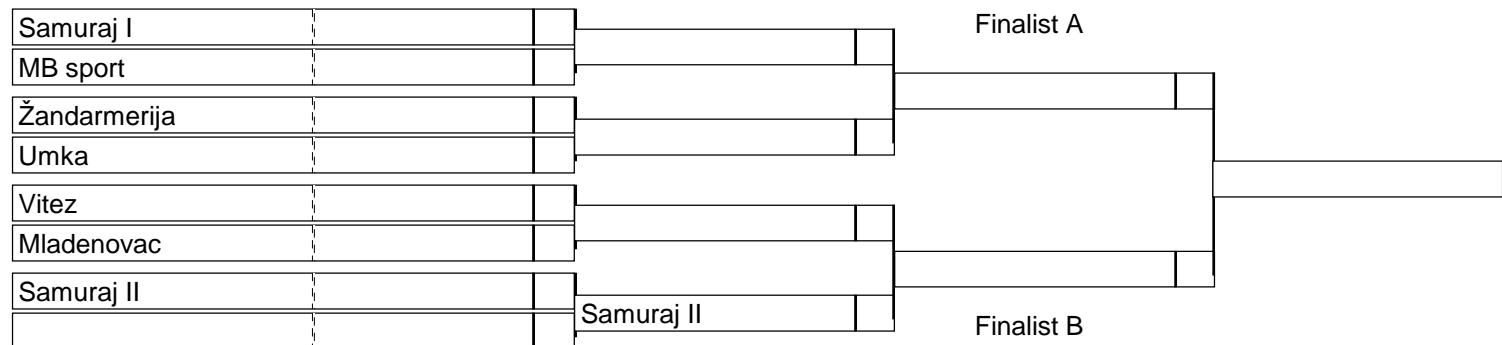 Samuraj I
MB sport
Žandarmerija
Umka
Vitez
Mladenovac
Samuraj II
Samuraj II
Finalist A
Finalist B